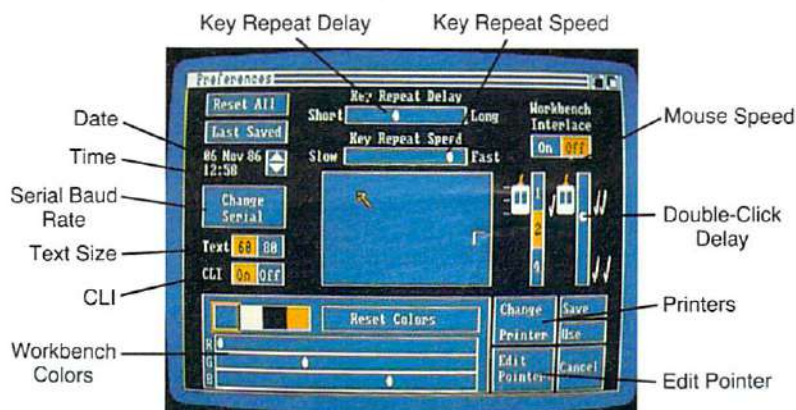 Key Repeat Delay
Key Repeat Speed
Preferences
Reset All
Last Saved
06 Nov 86
12:58
Change
Serial
Text 60 80
CLI On Off
Key Repeat Delay
Short Long
Key Repeat Speed
Slow Fast
Workbench
Interlace
On Off
1
2
4
Reset Colors
R
G
B
Change
Printer
Save
Use
Edit
Pointer
Cancel
Date
Time
Serial Baud
Rate
Text Size
CLI
Workbench
Colors
Mouse Speed
Double-Click
Delay
Printers
Edit Pointer